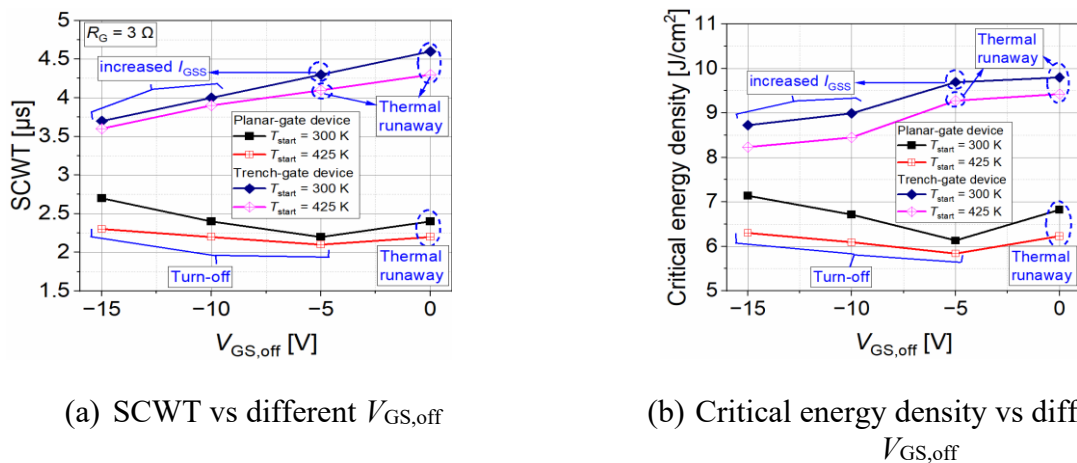 5
4.5
4
3.5
3
2.5
2
1.5
SCWT [µs]
R_G = 3 Ω
increased I_GSS
Thermal
runaway
Planar-gate device
T_start = 300 K
T_start = 425 K
Trench-gate device
T_start = 300 K
T_start = 425 K
Turn-off
Thermal
runaway
−15 −10 −5 0
V_GS,off [V]
(a) SCWT vs different V_GS,off
11
10
9
8
7
6
5
Critical energy density [J/cm²]
Thermal
runaway
increased I_GSS
Planar-gate device
T_start = 300 K
T_start = 425 K
Trench-gate device
T_start = 300 K
T_start = 425 K
Turn-off
Thermal
runaway
−15 −10 −5 0
V_GS,off [V]
(b) Critical energy density vs diff
V_GS,off